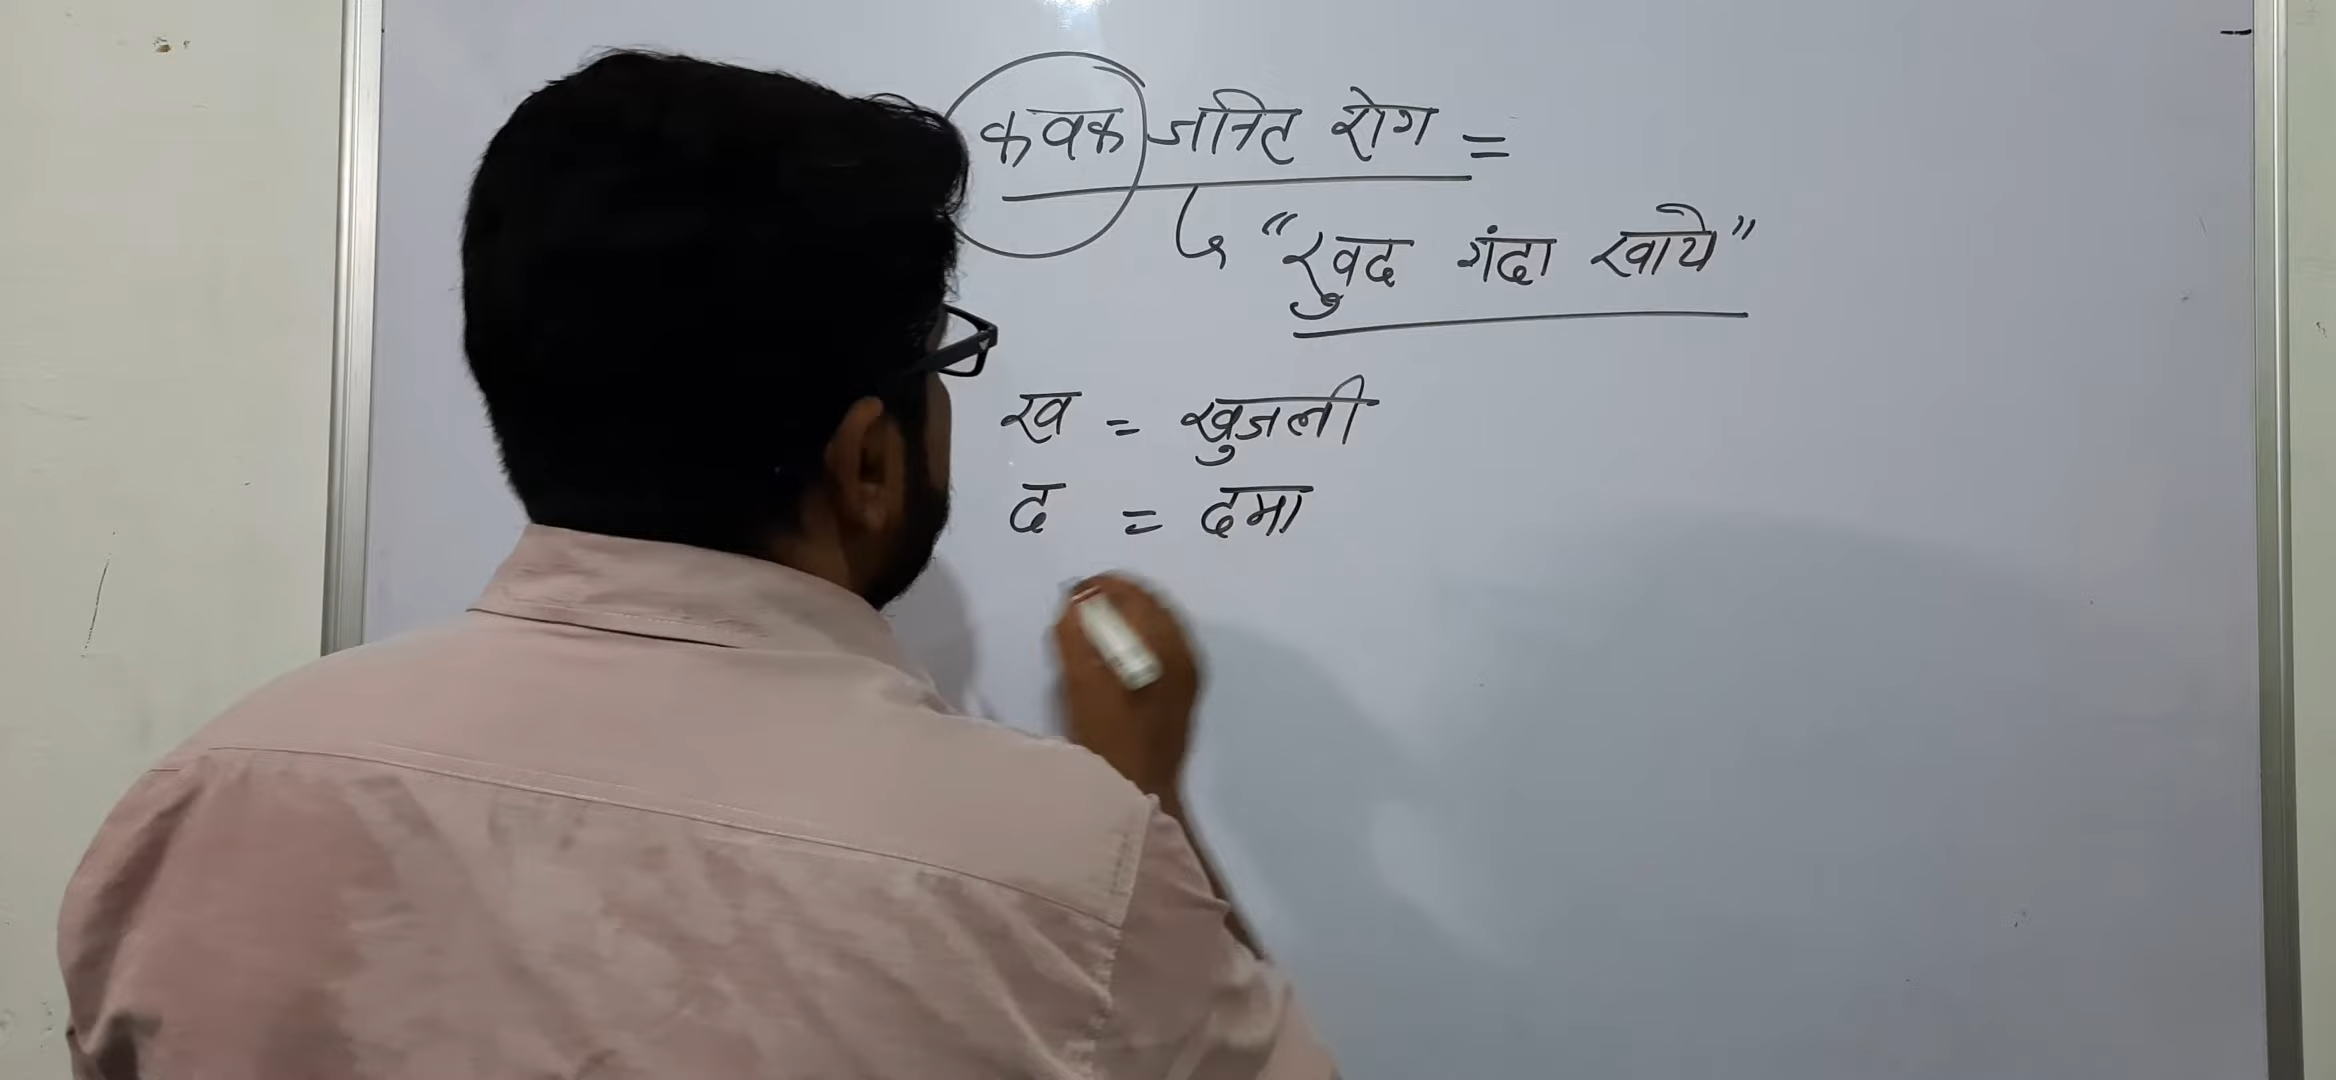 कवक जनित रोग =
"खुद गंदा खाये"
ख = खुजली
द = दमा